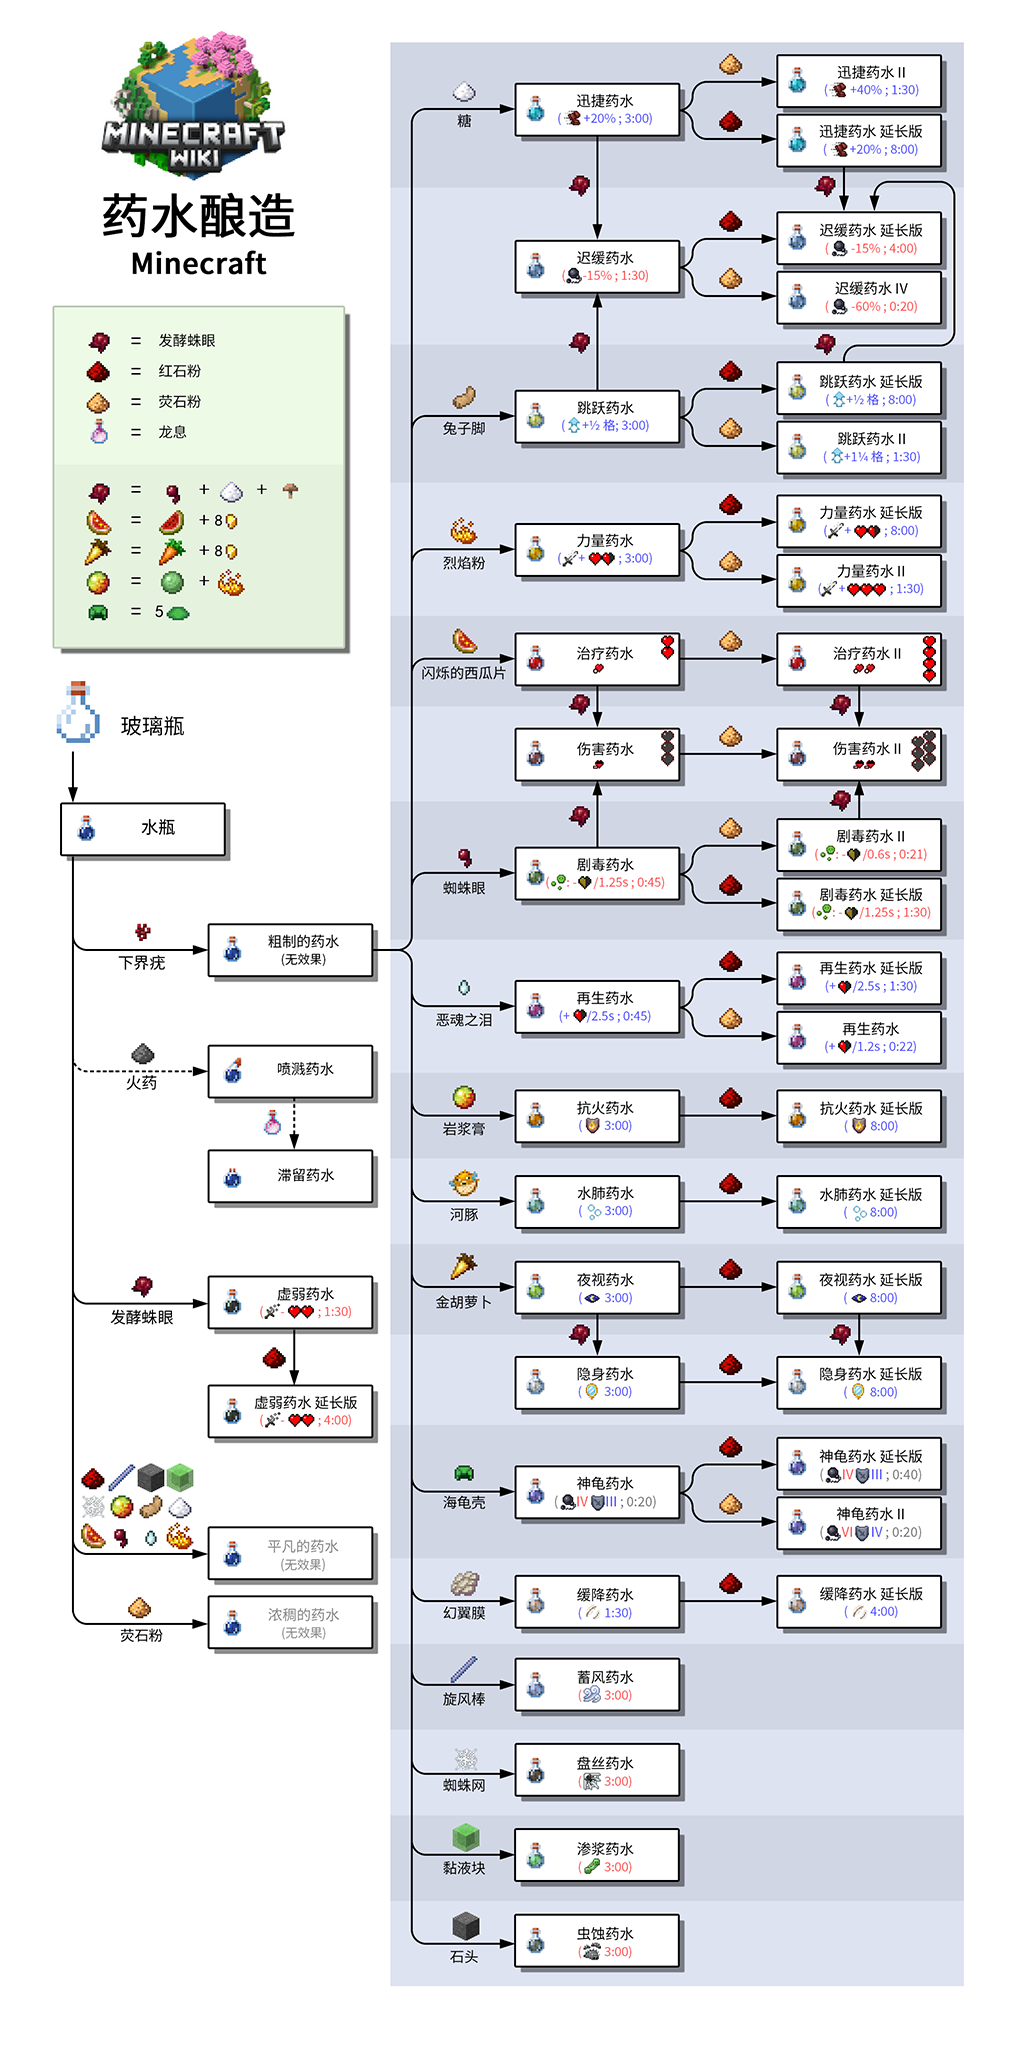 MINECRAFT
WIKI
药水酿造
Minecraft
= 发酵蛛眼
= 红石粉
= 荧石粉
= 龙息
= + +
= + 8
= + 8
= +
= 5
玻璃瓶
水瓶
下界疣
粗制的药水
(无效果)
火药
喷溅药水
滞留药水
发酵蛛眼
虚弱药水
( - ; 1:30)
虚弱药水 延长版
( - ; 4:00)
平凡的药水
(无效果)
荧石粉
浓稠的药水
(无效果)
糖
迅捷药水
( +20% ; 3:00)
迅捷药水 II
( +40% ; 1:30)
迅捷药水 延长版
( +20% ; 8:00)
迟缓药水
( -15% ; 1:30)
迟缓药水 延长版
( -15% ; 4:00)
迟缓药水 IV
( -60% ; 0:20)
兔子脚
跳跃药水
( +½ 格; 3:00)
跳跃药水 延长版
( +½ 格 ; 8:00)
跳跃药水 II
( +1¼ 格 ; 1:30)
烈焰粉
力量药水
( + ; 3:00)
力量药水 延长版
( + ; 8:00)
力量药水 II
( + ; 1:30)
闪烁的西瓜片
治疗药水
治疗药水 II
伤害药水
伤害药水 II
蜘蛛眼
剧毒药水
( : - /1.25s ; 0:45)
剧毒药水 II
( : - /0.6s ; 0:21)
剧毒药水 延长版
( : - /1.25s ; 1:30)
恶魂之泪
再生药水
(+ /2.5s ; 0:45)
再生药水 延长版
(+ /2.5s ; 1:30)
再生药水
(+ /1.2s ; 0:22)
岩浆膏
抗火药水
( 3:00)
抗火药水 延长版
( 8:00)
河豚
水肺药水
( 3:00)
水肺药水 延长版
( 8:00)
金胡萝卜
夜视药水
( 3:00)
夜视药水 延长版
( 8:00)
隐身药水
( 3:00)
隐身药水 延长版
( 8:00)
海龟壳
神龟药水
( IV III ; 0:20)
神龟药水 延长版
( IV III ; 0:40)
神龟药水 II
( VI IV ; 0:20)
幻翼膜
缓降药水
( 1:30)
缓降药水 延长版
( 4:00)
旋风棒
蓄风药水
( 3:00)
蜘蛛网
盘丝药水
( 3:00)
黏液块
渗浆药水
( 3:00)
石头
虫蚀药水
( 3:00)